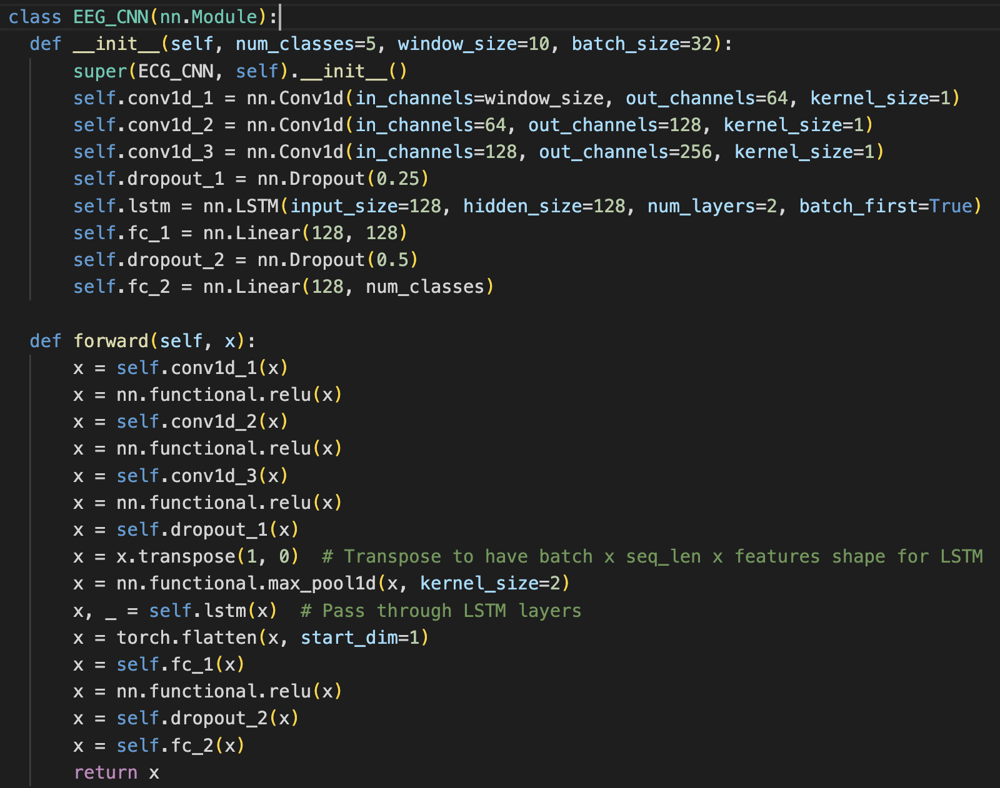 class EEG_CNN(nn.Module):
  def __init__(self, num_classes=5, window_size=10, batch_size=32):
      super(ECG_CNN, self).__init__()
      self.conv1d_1 = nn.Conv1d(in_channels=window_size, out_channels=64, kernel_size=1)
      self.conv1d_2 = nn.Conv1d(in_channels=64, out_channels=128, kernel_size=1)
      self.conv1d_3 = nn.Conv1d(in_channels=128, out_channels=256, kernel_size=1)
      self.dropout_1 = nn.Dropout(0.25)
      self.lstm = nn.LSTM(input_size=128, hidden_size=128, num_layers=2, batch_first=True)
      self.fc_1 = nn.Linear(128, 128)
      self.dropout_2 = nn.Dropout(0.5)
      self.fc_2 = nn.Linear(128, num_classes)

  def forward(self, x):
      x = self.conv1d_1(x)
      x = nn.functional.relu(x)
      x = self.conv1d_2(x)
      x = nn.functional.relu(x)
      x = self.conv1d_3(x)
      x = nn.functional.relu(x)
      x = self.dropout_1(x)
      x = x.transpose(1, 0)  # Transpose to have batch x seq_len x features shape for LSTM
      x = nn.functional.max_pool1d(x, kernel_size=2)
      x, _ = self.lstm(x)  # Pass through LSTM layers
      x = torch.flatten(x, start_dim=1)
      x = self.fc_1(x)
      x = nn.functional.relu(x)
      x = self.dropout_2(x)
      x = self.fc_2(x)
      return x